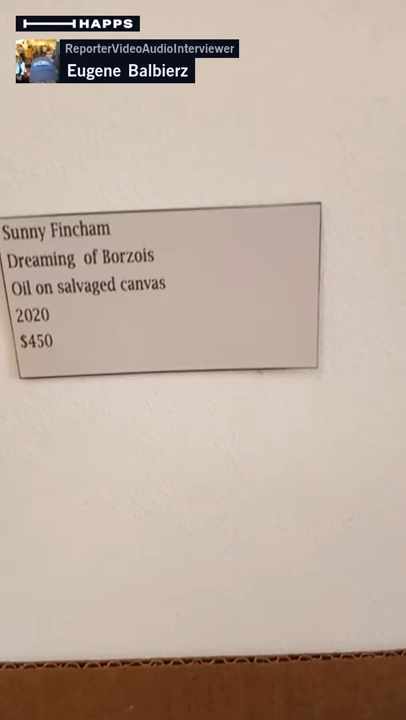 HAPPS
ReporterVideoAudioInterviewer
Eugene Balbierz
Sunny Fincham
Dreaming of Borzois
Oil on salvaged canvas
2020
$450